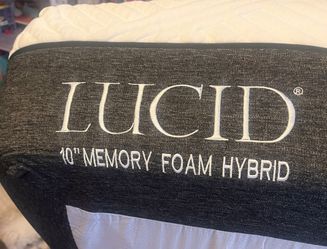 LUCID®
10" MEMORY FOAM HYBRID